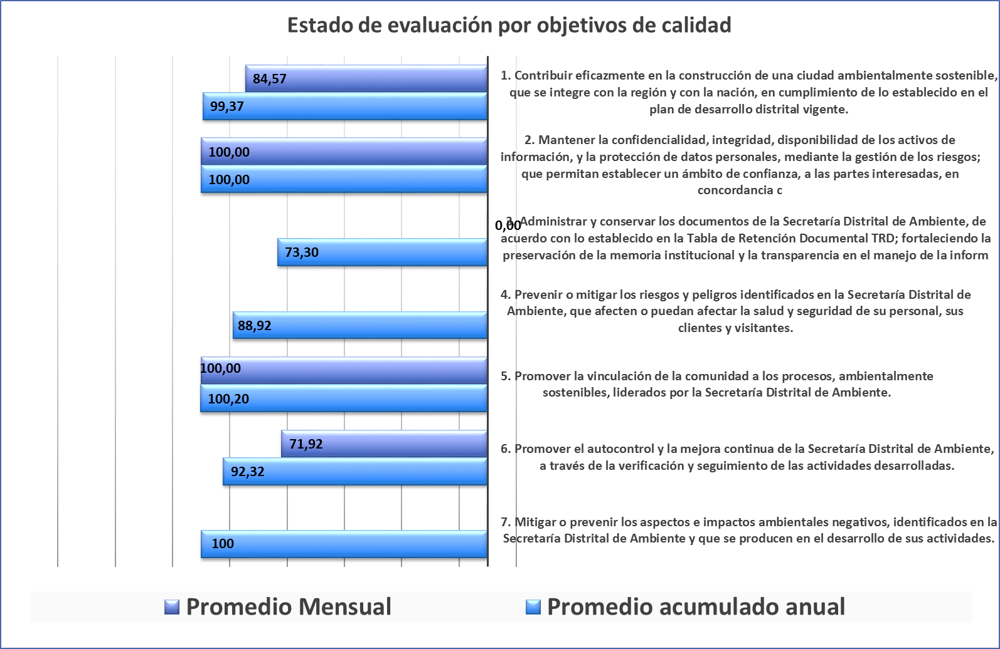 Estado de evaluación por objetivos de calidad
84,57
99,37
1. Contribuir eficazmente en la construcción de una ciudad ambientalmente sostenible,
que se integre con la región y con la nación, en cumplimiento de lo establecido en el
plan de desarrollo distrital vigente.
100,00
100,00
2. Mantener la confidencialidad, integridad, disponibilidad de los activos de
información, y la protección de datos personales, mediante la gestión de los riesgos;
que permitan establecer un ámbito de confianza, a las partes interesadas, en
concordancia c
0,00
73,30
3. Administrar y conservar los documentos de la Secretaría Distrital de Ambiente, de
acuerdo con lo establecido en la Tabla de Retención Documental TRD; fortaleciendo la
preservación de la memoria institucional y la transparencia en el manejo de la inform
88,92
4. Prevenir o mitigar los riesgos y peligros identificados en la Secretaría Distrital de
Ambiente, que afecten o puedan afectar la salud y seguridad de su personal, sus
clientes y visitantes.
100,00
100,20
5. Promover la vinculación de la comunidad a los procesos, ambientalmente
sostenibles, liderados por la Secretaría Distrital de Ambiente.
71,92
92,32
6. Promover el autocontrol y la mejora continua de la Secretaría Distrital de Ambiente,
a través de la verificación y seguimiento de las actividades desarrolladas.
100
7. Mitigar o prevenir los aspectos e impactos ambientales negativos, identificados en la
Secretaría Distrital de Ambiente y que se producen en el desarrollo de sus actividades.
Promedio Mensual
Promedio acumulado anual